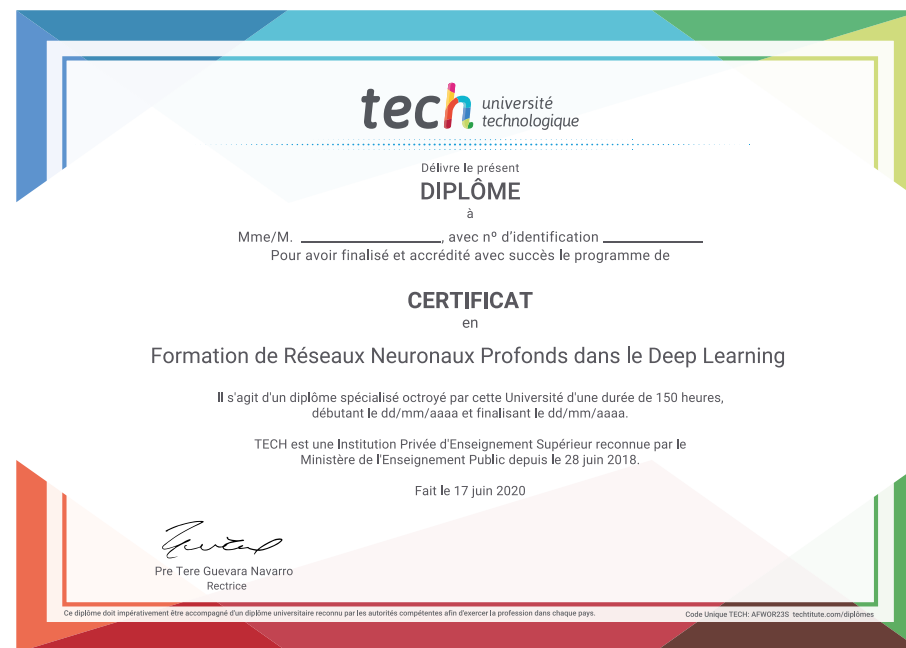 tech université
technologique
Délivre le présent
DIPLÔME
à
Mme/M. ____________________, avec nº d'identification ______________
Pour avoir finalisé et accrédité avec succès le programme de
CERTIFICAT
en
Formation de Réseaux Neuronaux Profonds dans le Deep Learning
Il s'agit d'un diplôme spécialisé octroyé par cette Université d'une durée de 150 heures,
débutant le dd/mm/aaaa et finalisant le dd/mm/aaaa.
TECH est une Institution Privée d'Enseignement Supérieur reconnue par le
Ministère de l'Enseignement Public depuis le 28 juin 2018.
Fait le 17 juin 2020
Pre Tere Guevara Navarro
Rectrice
Ce diplôme doit impérativement être accompagné d'un diplôme universitaire reconnu par les autorités compétentes afin d'exercer la profession dans chaque pays.
Code Unique TECH: AFWOR23S techtitute.com/diplômes